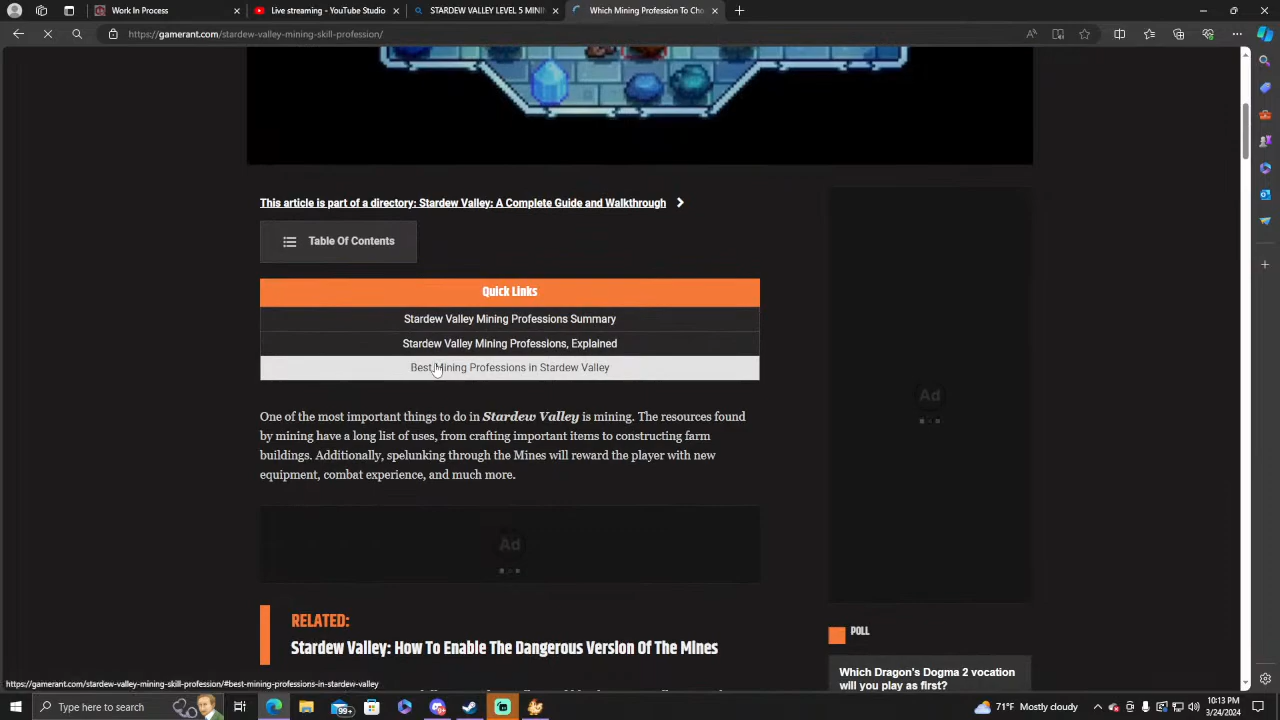 Work In Process
Live streaming - YouTube Studio
STARDEW VALLEY LEVEL 5 MINI
Which Mining Profession To Cho
https://gamerant.com/stardew-valley-mining-skill-profession/
This article is part of a directory: Stardew Valley: A Complete Guide and Walkthrough
Table Of Contents
Quick Links
Stardew Valley Mining Professions Summary
Stardew Valley Mining Professions, Explained
Best Mining Professions in Stardew Valley
One of the most important things to do in Stardew Valley is mining. The resources found
by mining have a long list of uses, from crafting important items to constructing farm
buildings. Additionally, spelunking through the Mines will reward the player with new
equipment, combat experience, and much more.
Ad
Ad
RELATED:
Stardew Valley: How To Enable The Dangerous Version Of The Mines
POLL
Which Dragon's Dogma 2 vocation
will you play as first?
https://gamerant.com/stardew-valley-mining-skill-profession/#best-mining-professions-in-stardew-valley
Type here to search
99+
71°F Mostly cloudy
10:13 PM
3/24/2024